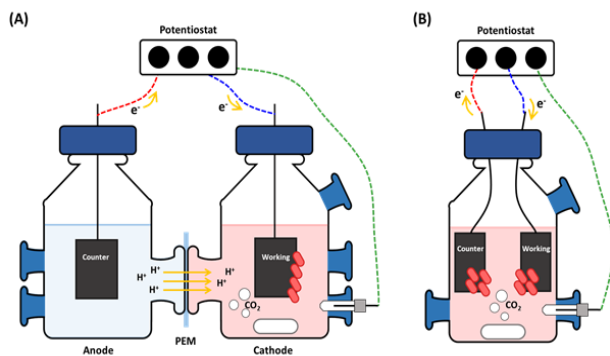 (A)
Potentiostat
e-
e-
Counter
Working
H+
H+
H+
H+
H+
H+
CO2
Anode
PEM
Cathode
(B)
Potentiostat
e-
e-
Counter
Working
CO2